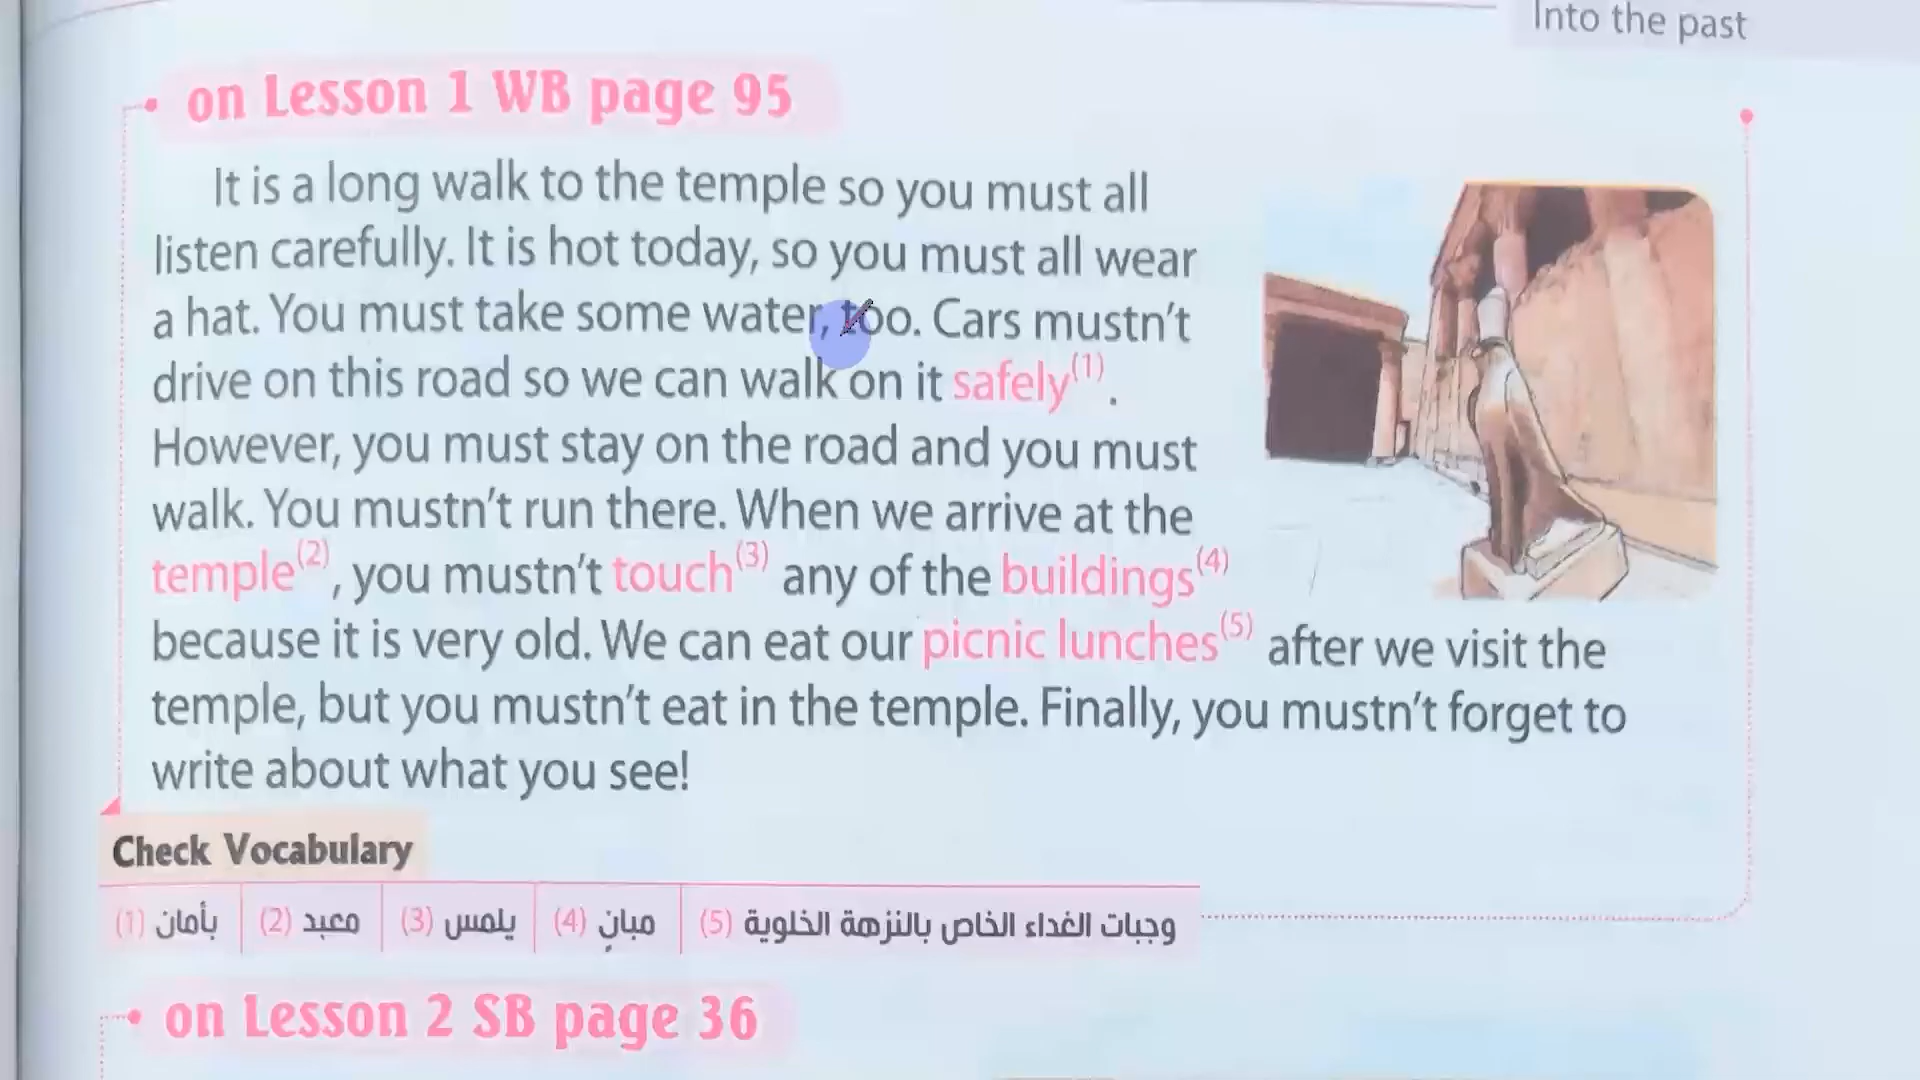 Into the past
on Lesson 1 WB page 95
It is a long walk to the temple so you must all
listen carefully. It is hot today, so you must all wear
a hat. You must take some water, too. Cars mustn't
drive on this road so we can walk on it safely(1) .
However, you must stay on the road and you must
walk. You mustn't run there. When we arrive at the
temple(2) , you mustn't touch(3) any of the buildings(4)
because it is very old. We can eat our picnic lunches(5) after we visit the
temple, but you mustn't eat in the temple. Finally, you mustn't forget to
write about what you see!
Check Vocabulary
(1) بأمان (2) معبد (3) يلمس (4) مبانٍ (5) وجبات الغداء الخاص بالنزهة الخلوية
on Lesson 2 SB page 36